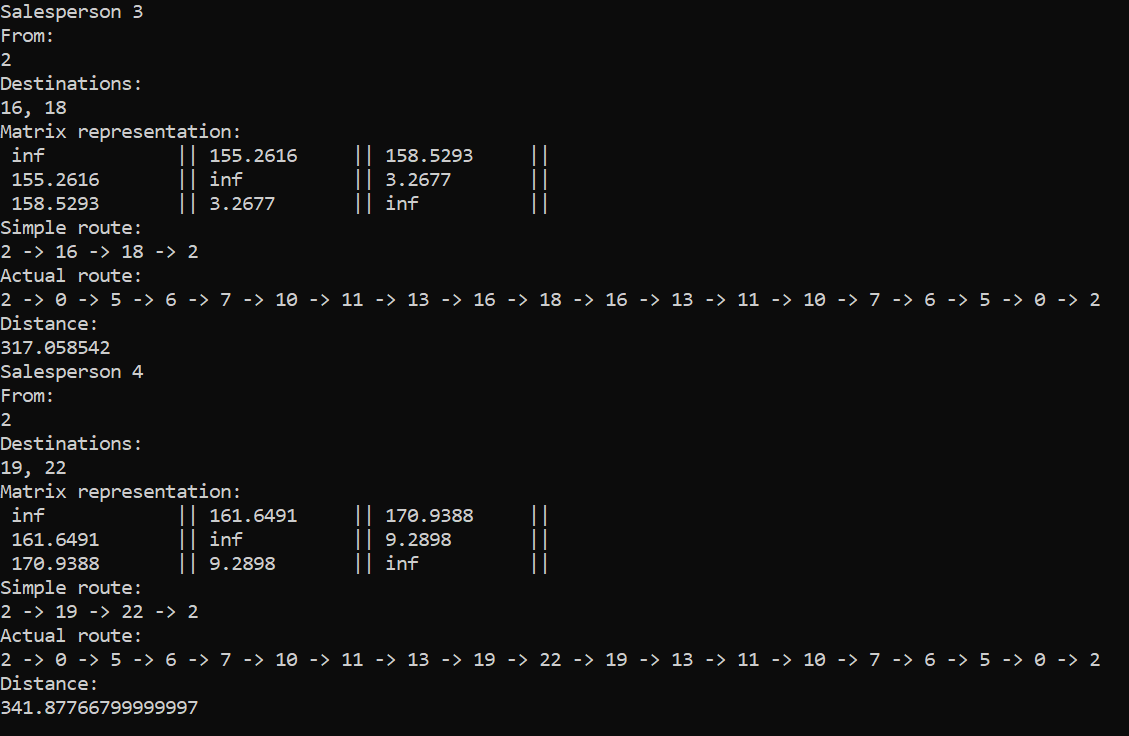 Salesperson 3
From:
2
Destinations:
16, 18
Matrix representation:
 inf            || 155.2616     || 158.5293     ||
 155.2616       || inf          || 3.2677       ||
 158.5293       || 3.2677       || inf          ||
Simple route:
2 -> 16 -> 18 -> 2
Actual route:
2 -> 0 -> 5 -> 6 -> 7 -> 10 -> 11 -> 13 -> 16 -> 18 -> 16 -> 13 -> 11 -> 10 -> 7 -> 6 -> 5 -> 0 -> 2
Distance:
317.058542
Salesperson 4
From:
2
Destinations:
19, 22
Matrix representation:
 inf            || 161.6491     || 170.9388     ||
 161.6491       || inf          || 9.2898       ||
 170.9388       || 9.2898       || inf          ||
Simple route:
2 -> 19 -> 22 -> 2
Actual route:
2 -> 0 -> 5 -> 6 -> 7 -> 10 -> 11 -> 13 -> 19 -> 22 -> 19 -> 13 -> 11 -> 10 -> 7 -> 6 -> 5 -> 0 -> 2
Distance:
341.87766799999997